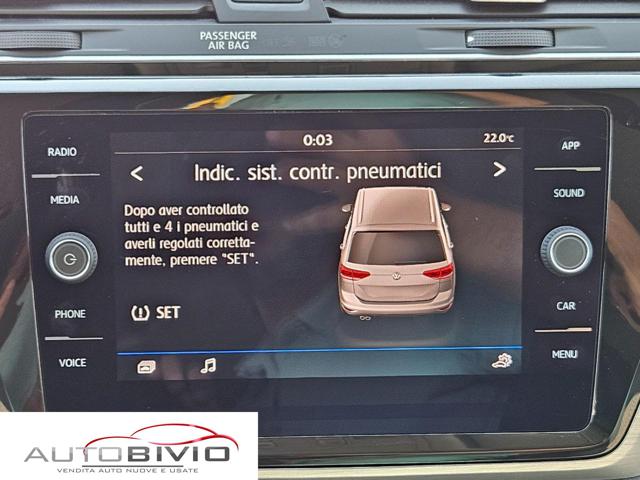 PASSENGER
AIR BAG
0:03
22.0°C
RADIO
APP
< Indic. sist. contr. pneumatici >
MEDIA
SOUND
Dopo aver controllato
tutti e 4 i pneumatici e
averli regolati corretta-
mente, premere "SET".
SET
PHONE
CAR
VOICE
MENU
AUTOBIVIO
VENDITA AUTO NUOVE E USATE